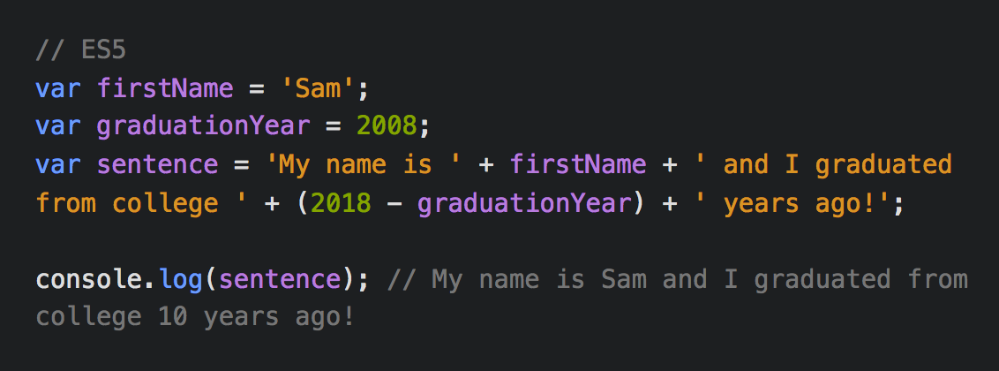 // ES5
var firstName = 'Sam';
var graduationYear = 2008;
var sentence = 'My name is ' + firstName + ' and I graduated
from college ' + (2018 – graduationYear) + ' years ago!';
console.log(sentence); // My name is Sam and I graduated from
college 10 years ago!